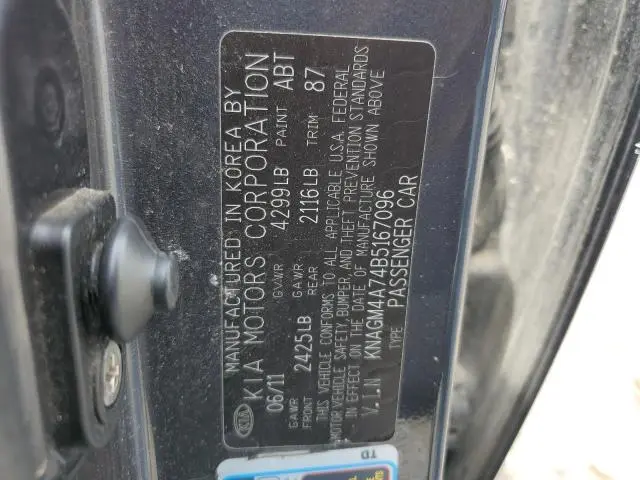 MANUFACTURED IN KOREA BY
KIA KIA MOTORS CORPORATION
06/11 GVWR 4299LB PAINT ABT
GAWR FRONT 2425LB GAWR REAR 2116LB TRIM: 87
THIS VEHICLE CONFORMS TO ALL APPLICABLE U.S.A. FEDERAL
MOTOR VEHICLE SAFETY, BUMPER, AND THEFT PREVENTION STANDARDS
IN EFFECT ON THE DATE OF MANUFACTURE SHOWN ABOVE
V.I.N KNAGM4A74B5167096
TYPE: PASSENGER CAR
TD